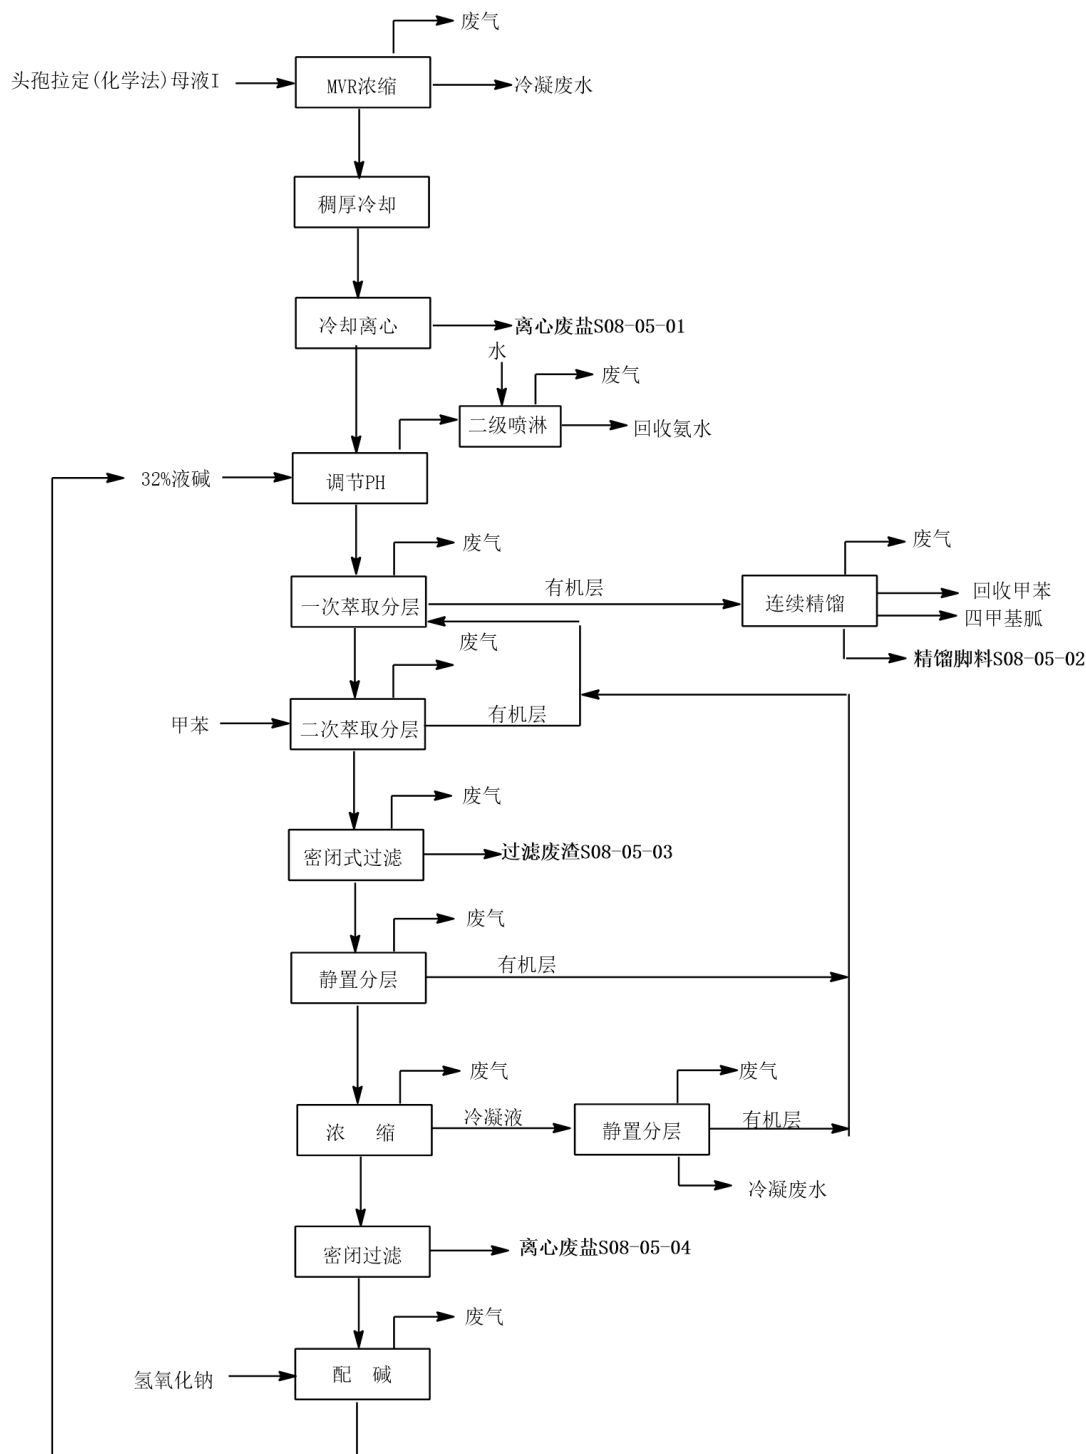 废气
头孢拉定(化学法)母液I
MVR浓缩
冷凝废水
稠厚冷却
冷却离心
离心废盐S08-05-01
水
废气
二级喷淋
回收氨水
32%液碱
调节PH
废气
废气
有机层
回收甲苯
一次萃取分层
连续精馏
四甲基胍
废气
精馏脚料S08-05-02
有机层
甲苯
二次萃取分层
废气
密闭式过滤
过滤废渣S08-05-03
废气
有机层
静置分层
废气
废气
冷凝液
有机层
浓 缩
静置分层
冷凝废水
密闭过滤
离心废盐S08-05-04
废气
氢氧化钠
配 碱